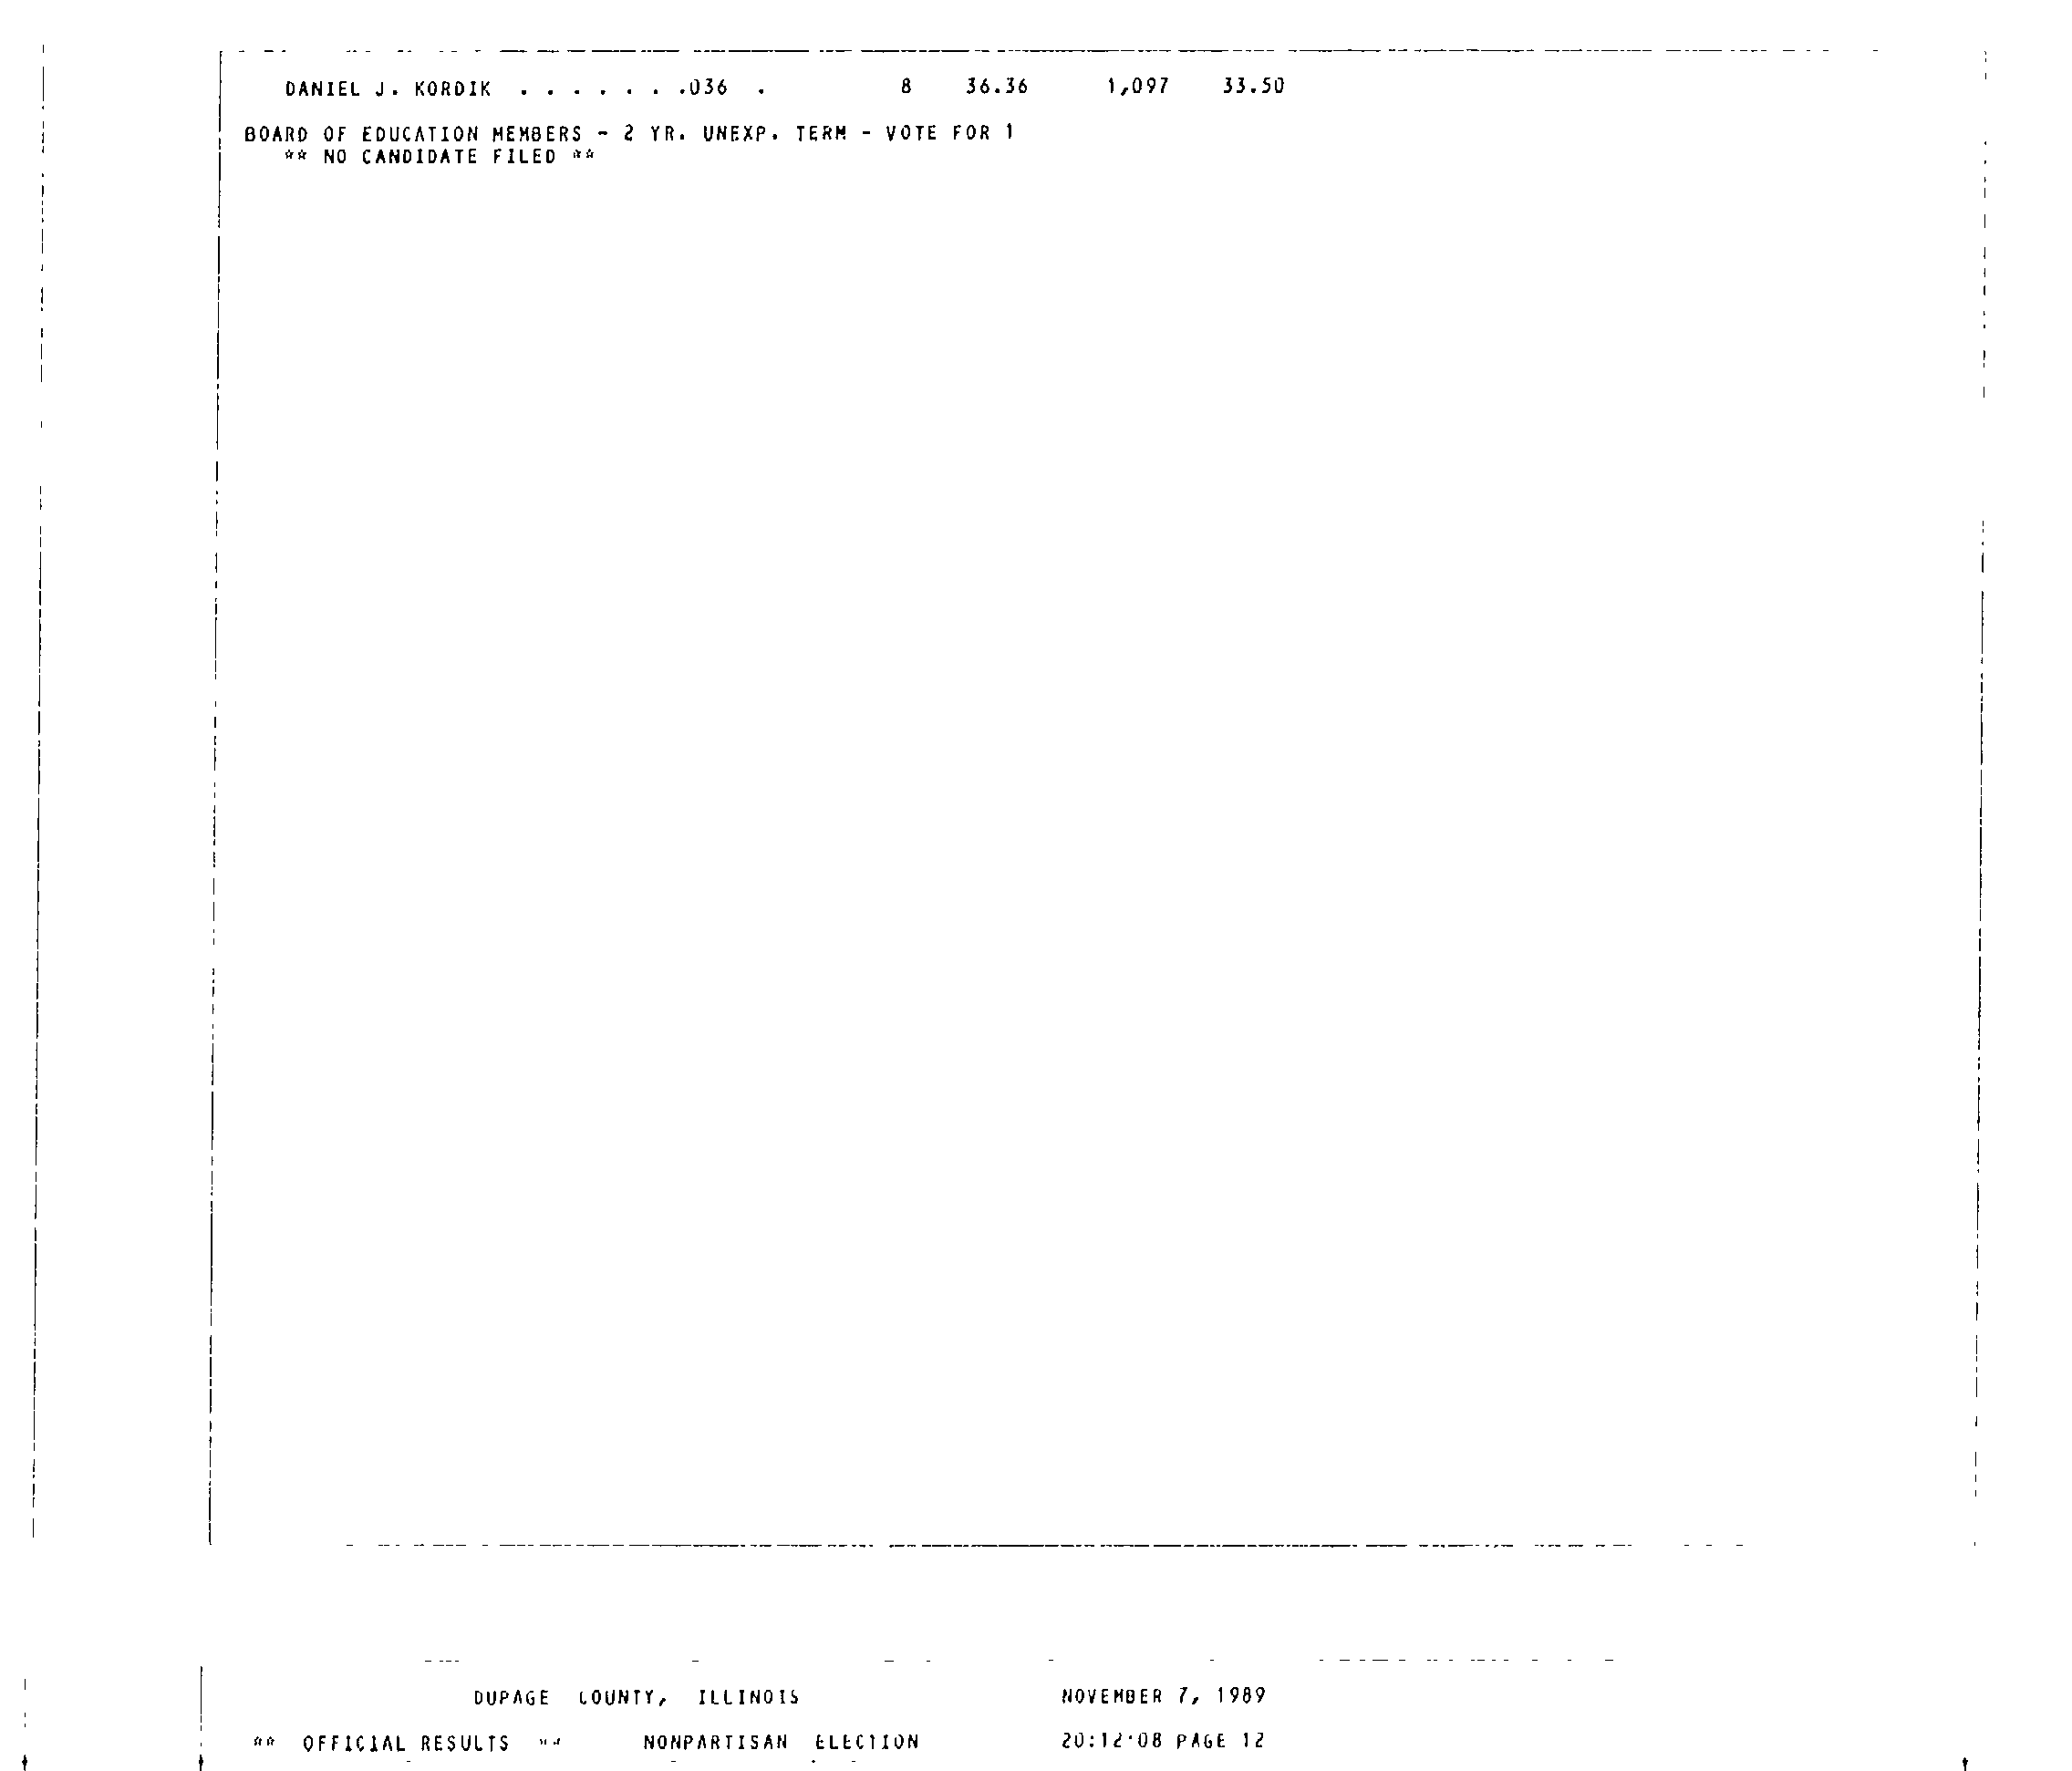 DANIEL J. KORDIK . . . . . . .036 . 8 36.36 1,097 33.50
BOARD OF EDUCATION MEMBERS - 2 YR. UNEXP. TERM - VOTE FOR 1
** NO CANDIDATE FILED **
DUPAGE COUNTY, ILLINOIS NOVEMBER 7, 1989
** OFFICIAL RESULTS ** NONPARTISAN ELECTION 20:12:08 PAGE 12